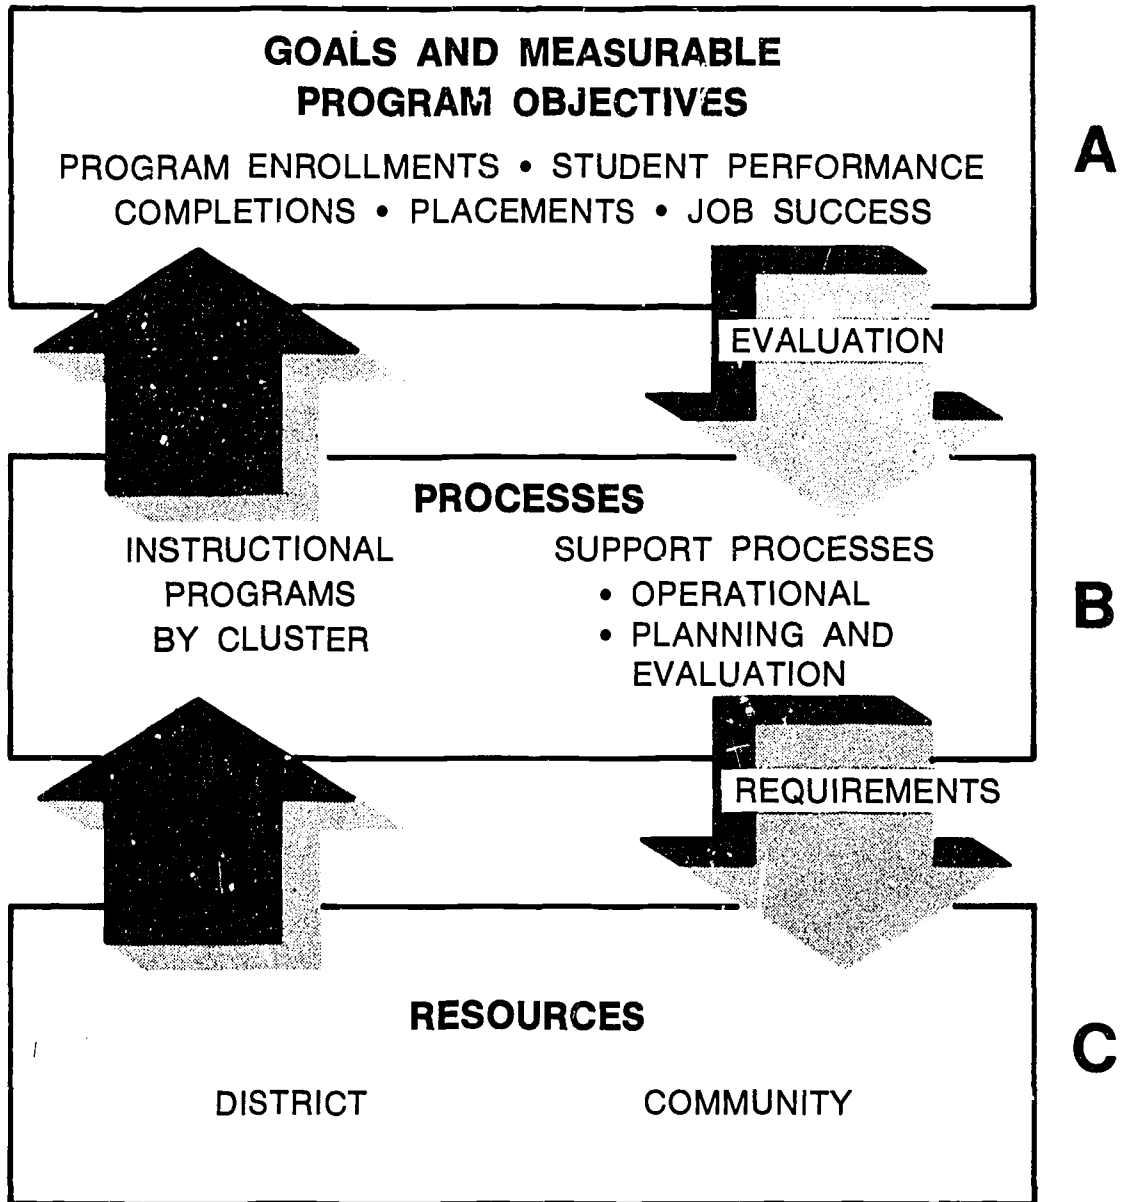 GOALS AND MEASURABLE
PROGRAM OBJECTIVES
PROGRAM ENROLLMENTS • STUDENT PERFORMANCE
COMPLETIONS • PLACEMENTS • JOB SUCCESS
A
EVALUATION
PROCESSES
INSTRUCTIONAL
PROGRAMS
BY CLUSTER
SUPPORT PROCESSES
• OPERATIONAL
• PLANNING AND
EVALUATION
B
REQUIREMENTS
RESOURCES
C
DISTRICT
COMMUNITY